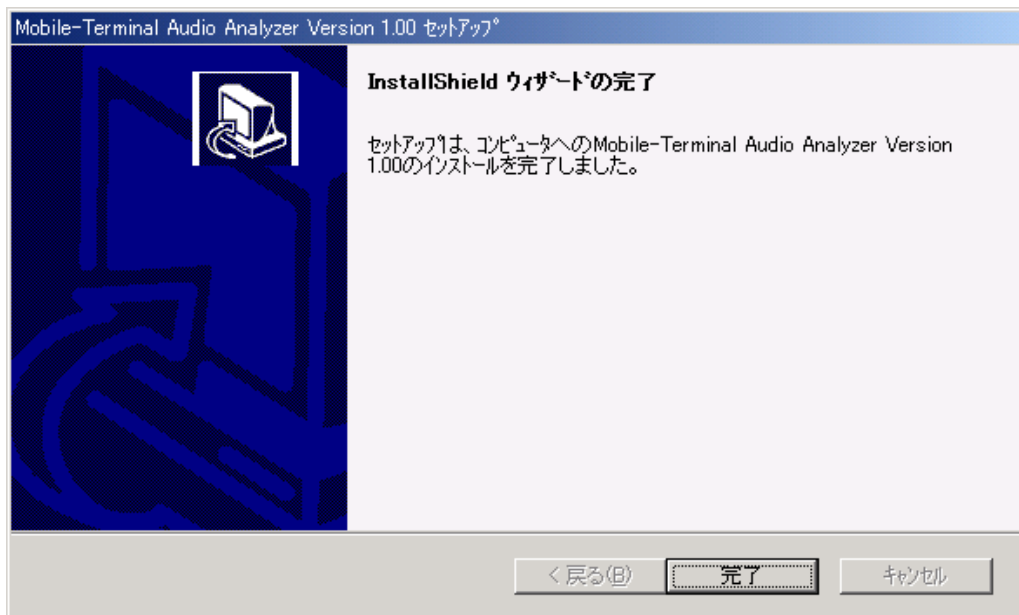 Mobile-Terminal Audio Analyzer Version 1.00 ｾｯﾄｱｯﾌﾟ
InstallShield ｳｨｻﾞｰﾄﾞの完了
ｾｯﾄｱｯﾌﾟは、ｺﾝﾋﾟｭｰﾀへのMobile-Terminal Audio Analyzer Version
1.00のｲﾝｽﾄｰﾙを完了しました。
< 戻る(B)
完了
ｷｬﾝｾﾙ